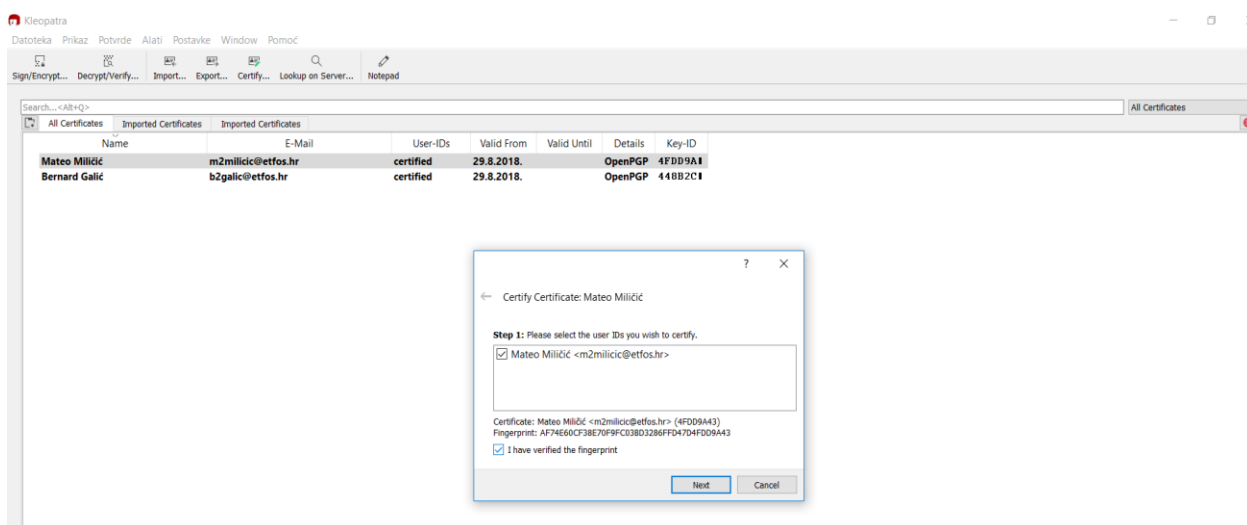 Kleopatra
Datoteka Prikaz Potvrde Alati Postavke Window Pomoć
Sign/Encrypt... Decrypt/Verify... Import... Export... Certify... Lookup on Server... Notepad
Search...<Alt+Q> All Certificates
All Certificates Imported Certificates Imported Certificates
Name E-Mail User-IDs Valid From Valid Until Details Key-ID
Mateo Miličić m2milicic@etfos.hr certified 29.8.2018. OpenPGP 4FDD9A
Bernard Galić b2galic@etfos.hr certified 29.8.2018. OpenPGP 448B2C
?
Certify Certificate: Mateo Miličić
Step 1: Please select the user IDs you wish to certify.
Mateo Miličić <m2milicic@etfos.hr>
Certificate: Mateo Miličić <m2milicic@etfos.hr> (4FDD9A43)
Fingerprint: AF74E60CF38E70F9FC03BD3286FFD47D4FDD9A43
I have verified the fingerprint
Next Cancel